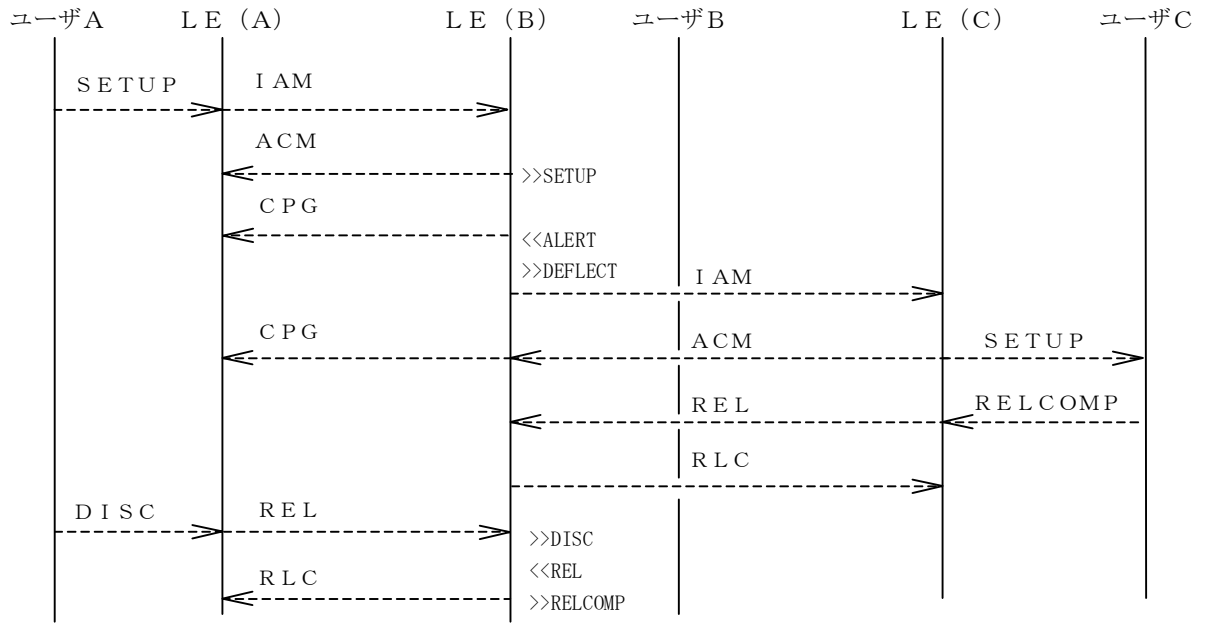 ユーザA ＬＥ（A） ＬＥ（B） ユーザＢ ＬＥ（C） ユーザC
ＳＥＴＵＰ ＩＡＭ
ＡＣＭ
>>SETUP
ＣＰＧ
<<ALERT
>>DEFLECT
ＩＡＭ
ＣＰＧ ＡＣＭ ＳＥＴＵＰ
ＲＥＬ ＲＥＬＣＯＭＰ
ＲＬＣ
ＤＩＳＣ ＲＥＬ
>>DISC
<<REL
ＲＬＣ
>>RELCOMP